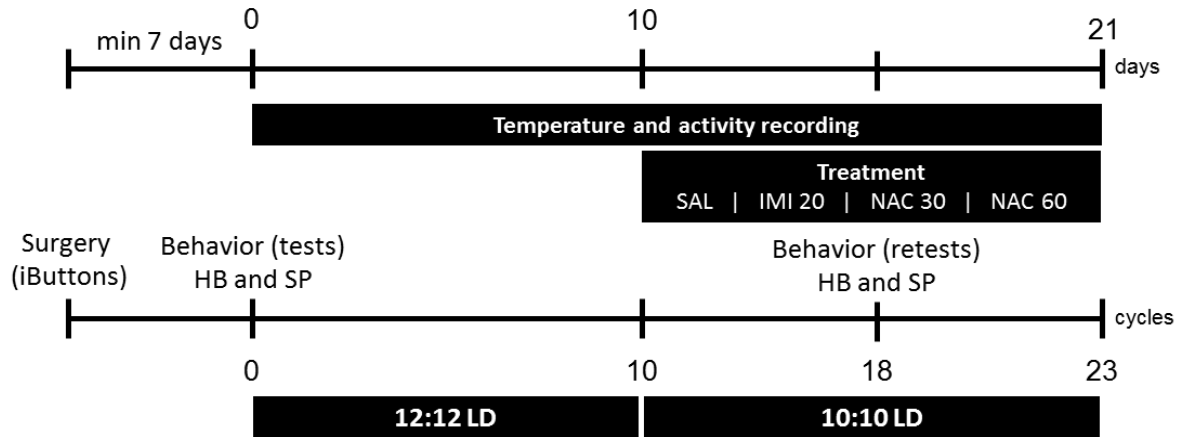 0 10 21
min 7 days
days
Temperature and activity recording
Treatment
SAL | IMI 20 | NAC 30 | NAC 60
Surgery
(iButtons)
Behavior (tests)
HB and SP
Behavior (retests)
HB and SP
cycles
0 10 18 23
12:12 LD 10:10 LD